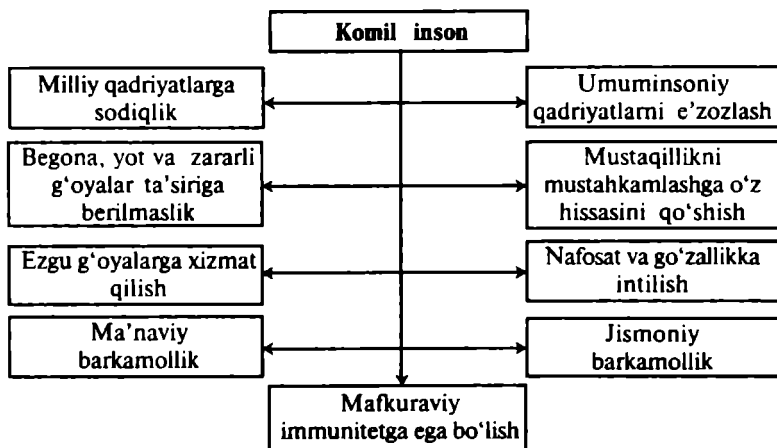 Komil inson
Milliy qadriyatlarga
sodiqlik
Umuminsoniy
qadriyatlarni e’zozlash
Begona, yot va zararli
g‘oyalar ta’siriga
berilmaslik
Mustaqillikni
mustahkamlashga o‘z
hissasini qo‘shish
Ezgu g‘oyalarga xizmat
qilish
Nafosat va go‘zallikka
intilish
Ma’naviy
barkamollik
Jismoniy
barkamollik
Mafkuraviy
immunitetga ega bo‘lish